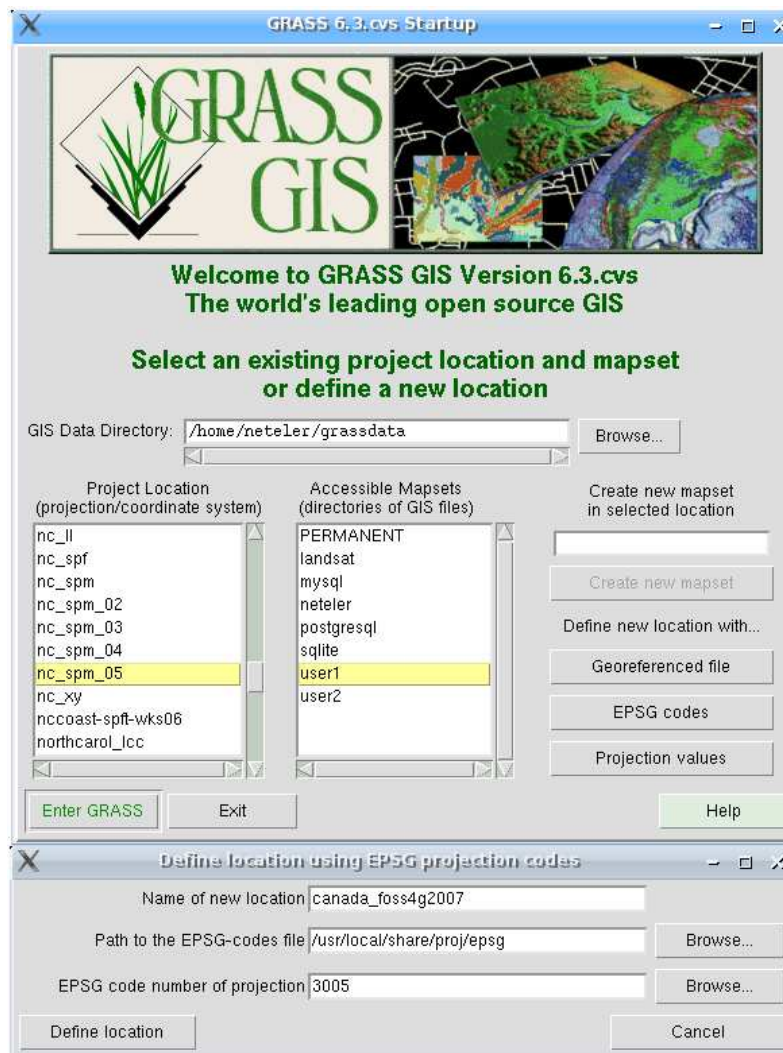 GRASS 6.3.cvs Startup
GRASS
GIS
Welcome to GRASS GIS Version 6.3.cvs
The world's leading open source GIS
Select an existing project location and mapset
or define a new location
GIS Data Directory: /home/neteler/grassdata Browse...
Project Location
(projection/coordinate system)
nc_ll
nc_spf
nc_spm
nc_spm_02
nc_spm_03
nc_spm_04
nc_spm_05
nc_xy
nccoast-spft-wks06
northcarol_lcc
Accessible Mapsets
(directories of GIS files)
PERMANENT
landsat
mysql
neteler
postgresql
sqlite
user1
user2
Create new mapset
in selected location
Create new mapset
Define new location with...
Georeferenced file
EPSG codes
Projection values
Enter GRASS Exit Help
Define location using EPSG projection codes
Name of new location canada_foss4g2007
Path to the EPSG-codes file /usr/local/share/proj/epsg Browse...
EPSG code number of projection 3005 Browse...
Define location Cancel